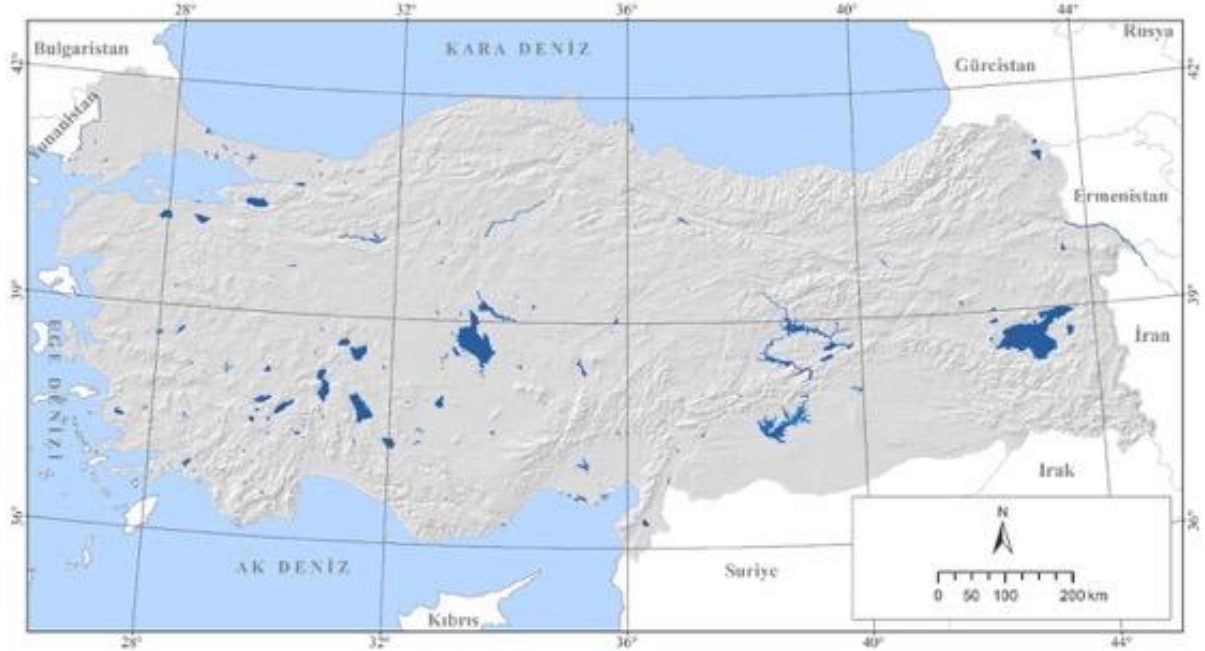 28° 32° 36° 40° 44°
Rusya
Bulgaristan
KARA DENİZ
Gürcistan
42° 42°
Yunanistan
Ermenistan
39° 39°
İran
EGE DENİZİ
Irak
N
36° 36°
AK DENİZ
Suriye
0 50 100 200 km
Kıbrıs
28° 32° 36° 40° 44°